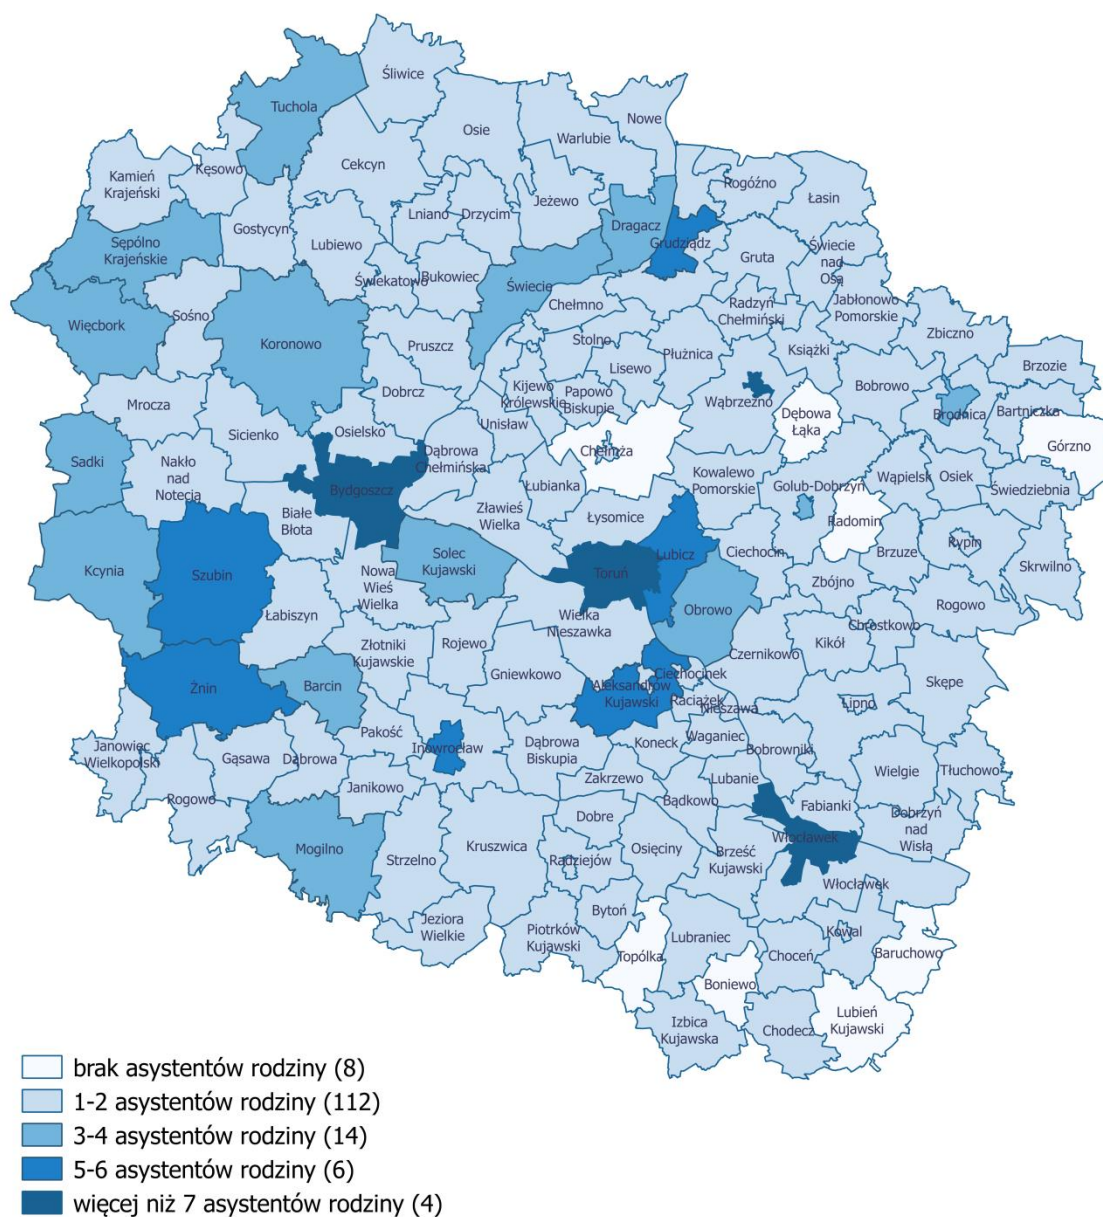 Śliwice
Tuchola
Nowe
Osie
Warlubie
Cekcyn
Kęsowo
Kamień
Krajeński
Rogóźno
Łasin
Jeżewo
Lniano
Drzycim
Dragacz
Gostycyn
Lubiewo
Sępólno
Krajeńskie
Grudziądz
Gruta
Świecie
nad
Osą
Świekatowo
Bukowiec
Świecie
Chełmno
Radzyń
Chełmiński
Jabłonowo
Pomorskie
Sośno
Więcbork
Zbiczno
Koronowo
Pruszcz
Stolno
Płużnica
Książki
Lisewo
Brzozie
Dobrcz
Kijewo
Królewskie
Papowo
Biskupie
Wąbrzeźno
Bobrowo
Brodnica
Bartniczka
Mrocza
Dębowa
Łąka
Sicienko
Osielsko
Unisław
Górzno
Dąbrowa
Chełmińska
Chełmża
Sadki
Nakło
nad
Notecią
Kowalewo
Pomorskie
Golub-Dobrzyń
Wąpielsk
Osiek
Świedziebnia
Bydgoszcz
Łubianka
Białe
Błota
Zławieś
Wielka
Łysomice
Radomin
Rypin
Solec
Kujawski
Lubicz
Ciechocin
Brzuze
Skrwilno
Kcynia
Szubin
Nowa
Wieś
Wielka
Toruń
Zbójno
Obrowo
Rogowo
Łabiszyn
Wielka
Nieszawka
Chrostkowo
Złotniki
Kujawskie
Rojewo
Kikół
Czernikowo
Gniewkowo
Ciechocinek
Skępe
Żnin
Barcin
Aleksandrów
Kujawski
Raciążek
Nieszawa
Lipno
Pakość
Waganiec
Inowrocław
Dąbrowa
Biskupia
Koneck
Bobrowniki
Janowiec
Wielkopolski
Gąsawa
Dąbrowa
Wielgie
Tłuchowo
Janikowo
Zakrzewo
Lubanie
Rogowo
Bądkowo
Fabianki
Dobrzyń
nad
Wisłą
Dobre
Włocławek
Mogilno
Kruszwica
Osięciny
Strzelno
Radziejów
Brześć
Kujawski
Włocławek
Bytoń
Jeziora
Wielkie
Piotrków
Kujawski
Lubraniec
Kowal
Topólka
Choceń
Baruchowo
Boniewo
Lubień
Kujawski
Izbica
Kujawska
Chodecz
brak asystentów rodziny (8)
1-2 asystentów rodziny (112)
3-4 asystentów rodziny (14)
5-6 asystentów rodziny (6)
więcej niż 7 asystentów rodziny (4)